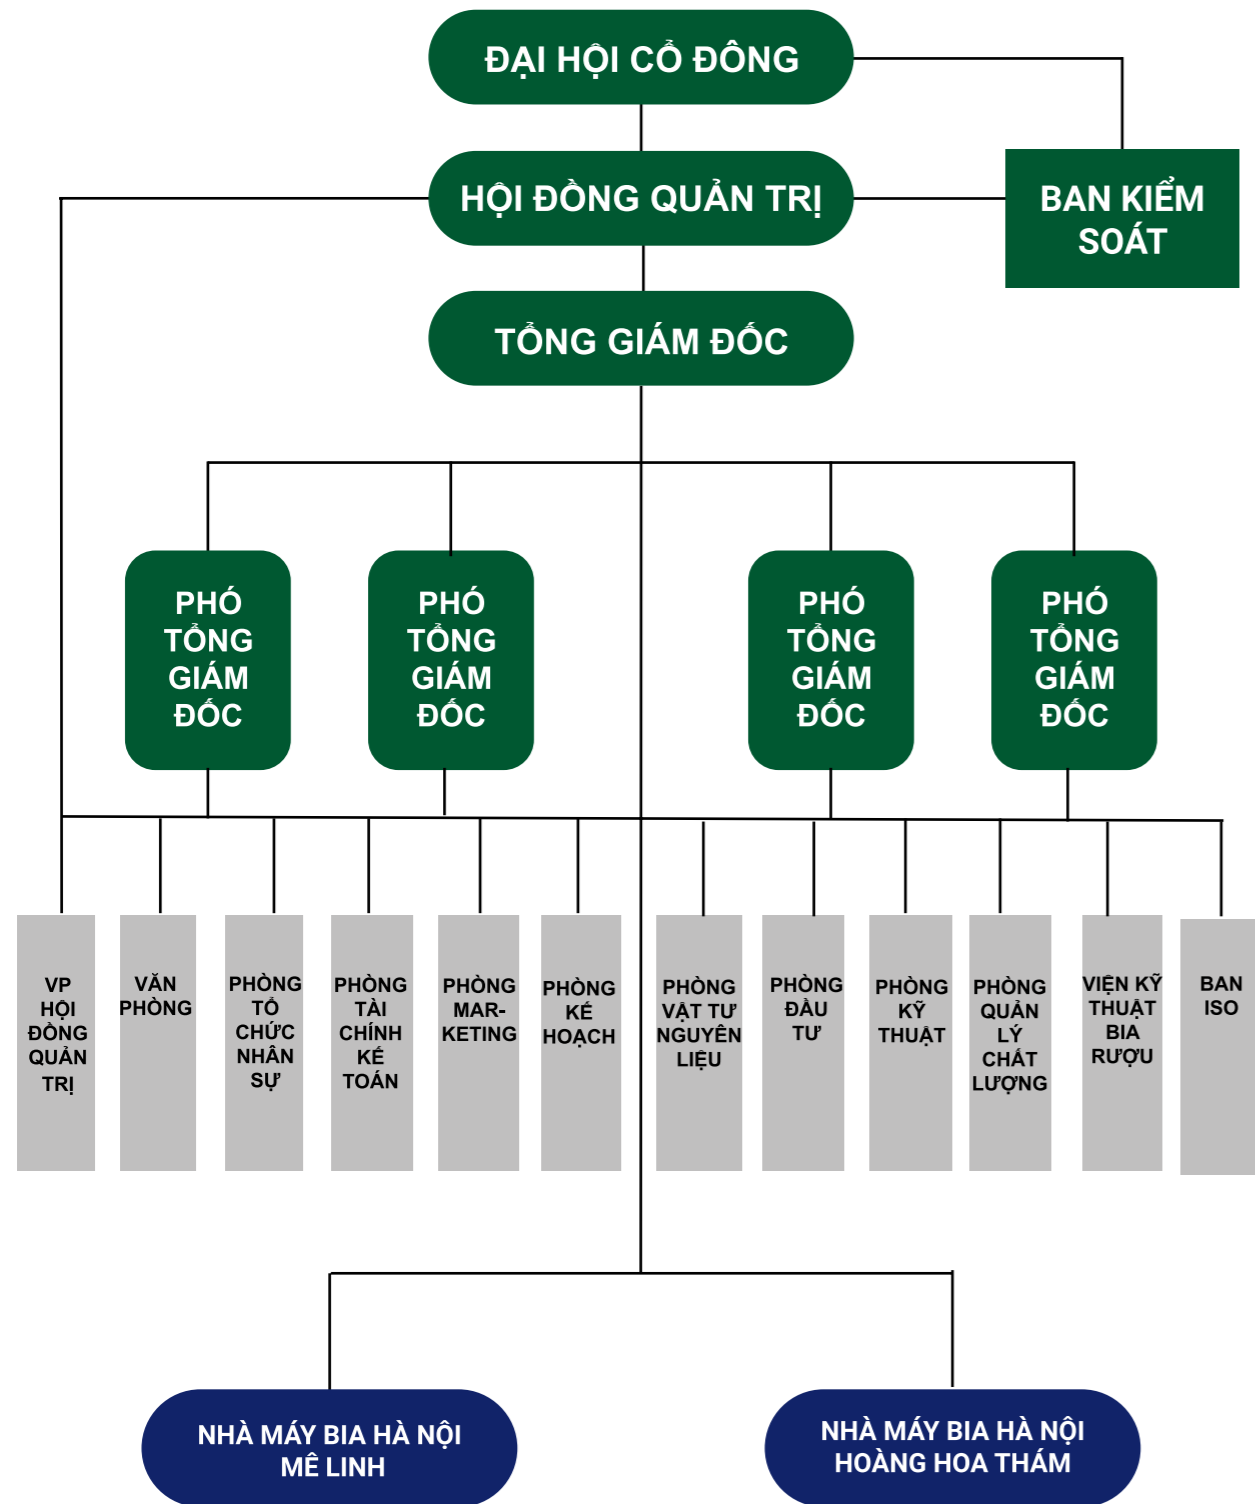 ĐẠI HỘI CỔ ĐÔNG
HỘI ĐỒNG QUẢN TRỊ
BAN KIỂM
SOÁT
TỔNG GIÁM ĐỐC
PHÓ
TỔNG
GIÁM
ĐỐC
PHÓ
TỔNG
GIÁM
ĐỐC
PHÓ
TỔNG
GIÁM
ĐỐC
PHÓ
TỔNG
GIÁM
ĐỐC
VP
HỘI
ĐỒNG
QUẢN
TRỊ
VĂN
PHÒNG
PHÒNG
TỔ
CHỨC
NHÂN
SỰ
PHÒNG
TÀI
CHÍNH
KẾ
TOÁN
PHÒNG
MAR-
KETING
PHÒNG
KẾ
HOẠCH
PHÒNG
VẬT TƯ
NGUYÊN
LIỆU
PHÒNG
ĐẦU
TƯ
PHÒNG
KỸ
THUẬT
PHÒNG
QUẢN
LÝ
CHẤT
LƯỢNG
VIỆN KỸ
THUẬT
BIA
RƯỢU
BAN
ISO
NHÀ MÁY BIA HÀ NỘI
MÊ LINH
NHÀ MÁY BIA HÀ NỘI
HOÀNG HOA THÁM